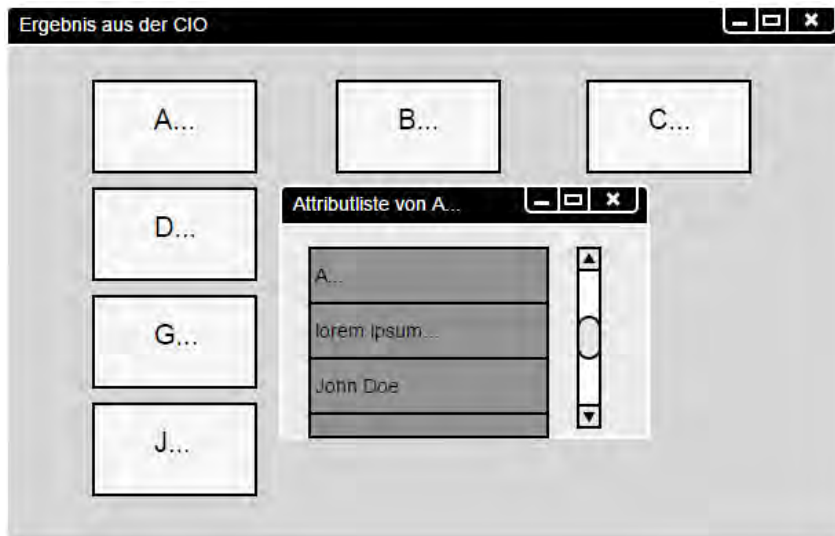 Ergebnis aus der CIO
A...
B...
C...
D...
Attributliste von A...
A...
lorem ipsum...
John Doe
G...
J...